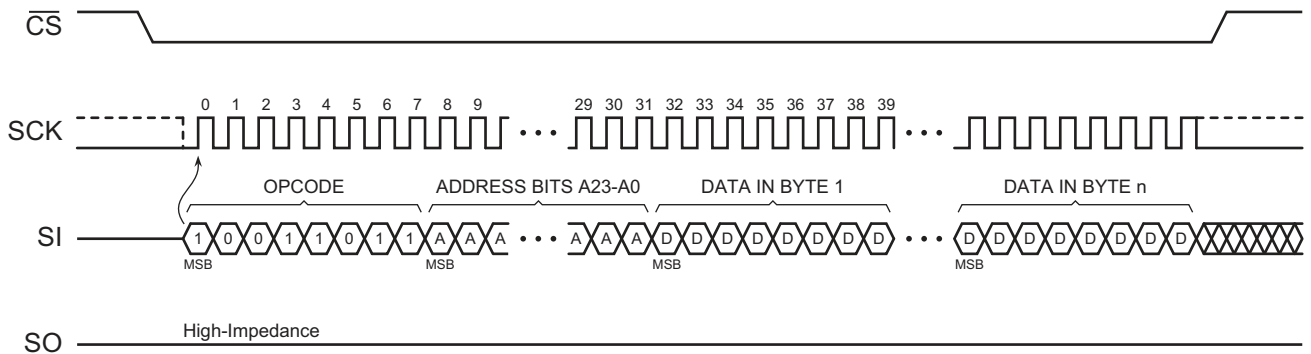 CS
0 1 2 3 4 5 6 7 8 9 29 30 31 32 33 34 35 36 37 38 39
SCK
OPCODE ADDRESS BITS A23-A0 DATA IN BYTE 1 DATA IN BYTE n
SI 1 0 0 1 1 0 1 1 A A A A A A D D D D D D D D D D D D D D D D
MSB MSB MSB MSB
High-Impedance
SO